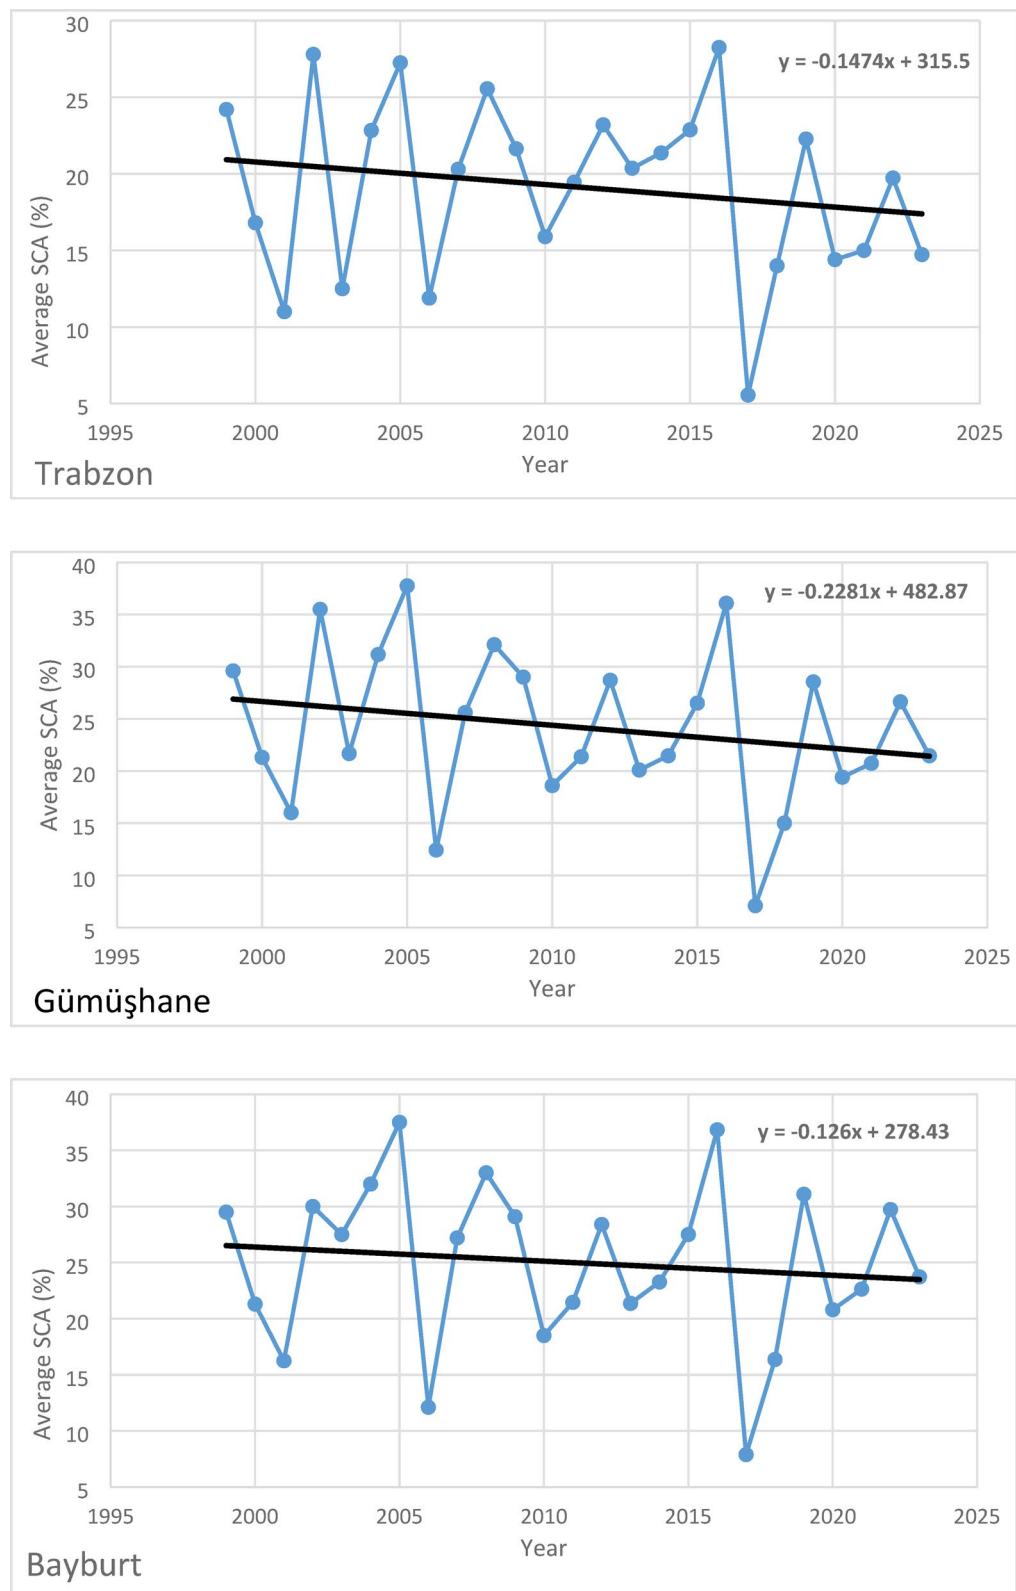 30
y = -0.1474x + 315.5
25
20
15
10
5
Average SCA (%)
1995 2000 2005 2010 2015 2020 2025
Year
Trabzon
40
y = -0.2281x + 482.87
35
30
25
20
15
10
5
Average SCA (%)
1995 2000 2005 2010 2015 2020 2025
Year
Gümüşhane
40
y = -0.126x + 278.43
35
30
25
20
15
10
5
Average SCA (%)
1995 2000 2005 2010 2015 2020 2025
Year
Bayburt